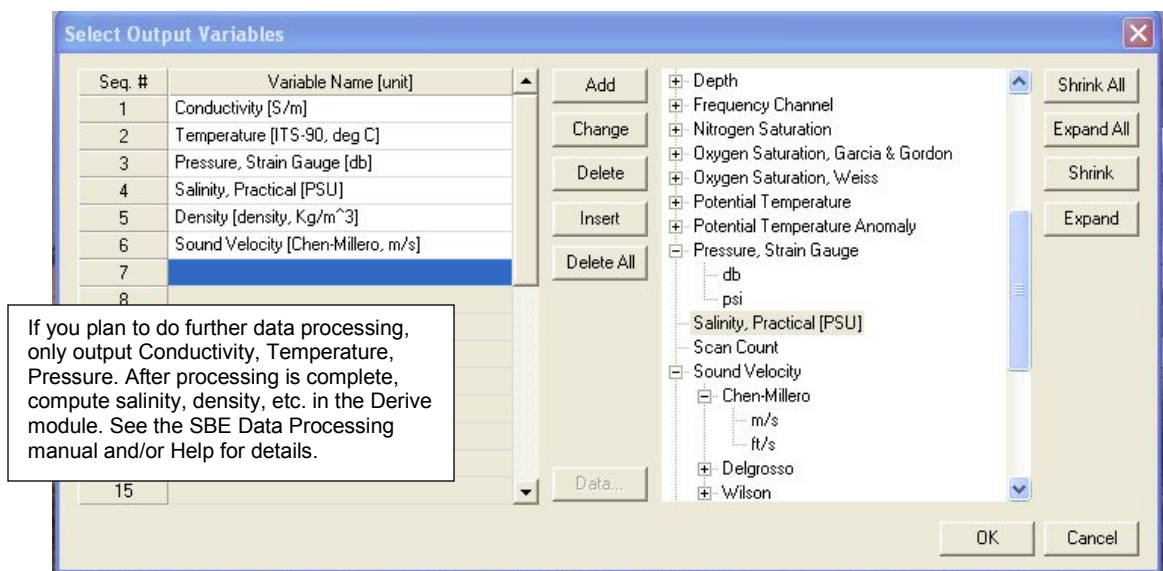 Select Output Variables
Seq. # Variable Name [unit]
1 Conductivity [S/m]
2 Temperature [ITS-90, deg C]
3 Pressure, Strain Gauge [db]
4 Salinity, Practical [PSU]
5 Density [density, Kg/m^3]
6 Sound Velocity [Chen-Millero, m/s]
7
8
15
If you plan to do further data processing,
only output Conductivity, Temperature,
Pressure. After processing is complete,
compute salinity, density, etc. in the Derive
module. See the SBE Data Processing
manual and/or Help for details.
Add
Change
Delete
Insert
Delete All
Data...
Depth
Frequency Channel
Nitrogen Saturation
Oxygen Saturation, Garcia & Gordon
Oxygen Saturation, Weiss
Potential Temperature
Potential Temperature Anomaly
Pressure, Strain Gauge
db
psi
Salinity, Practical [PSU]
Scan Count
Sound Velocity
Chen-Millero
m/s
ft/s
Delgrosso
Wilson
Shrink All
Expand All
Shrink
Expand
OK
Cancel